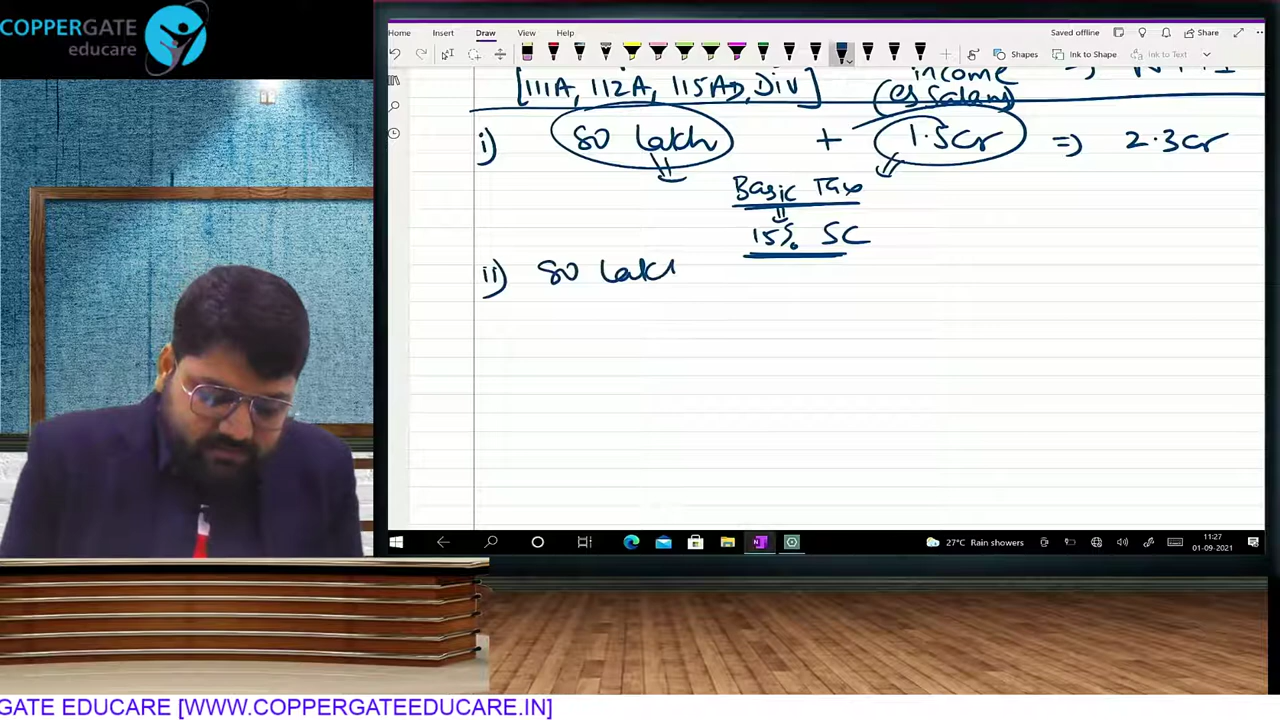 COPPERGATE
educare
Home Insert Draw View Help
Saved offline Share
Shapes Ink to Shape Ink to Text
[111A, 112A, 115AD, Div] income
(eg salary)
i) 80 lakh + 1.5Cr => 2.3cr
Basic Tax
15% SC
ii) 80 lakh
27°C Rain showers
11:27
01-09-2021
GATE EDUCARE [WWW.COPPERGATEEDUCARE.IN]